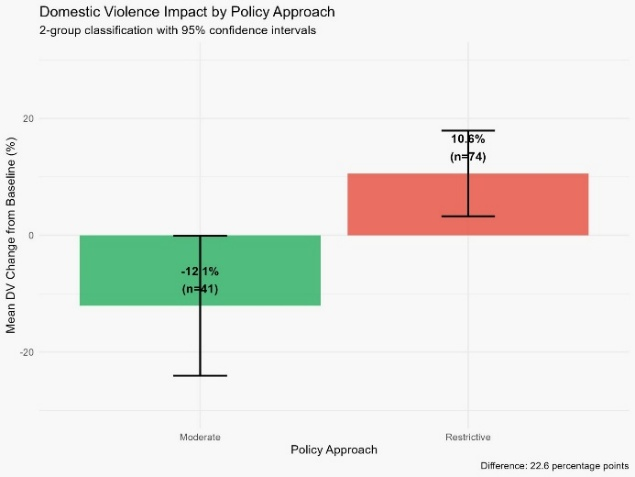 Domestic Violence Impact by Policy Approach
2-group classification with 95% confidence intervals
Mean DV Change from Baseline (%)
20
0
-20
-12.1%
(n=41)
10.6%
(n=74)
Moderate
Restrictive
Policy Approach
Difference: 22.6 percentage points